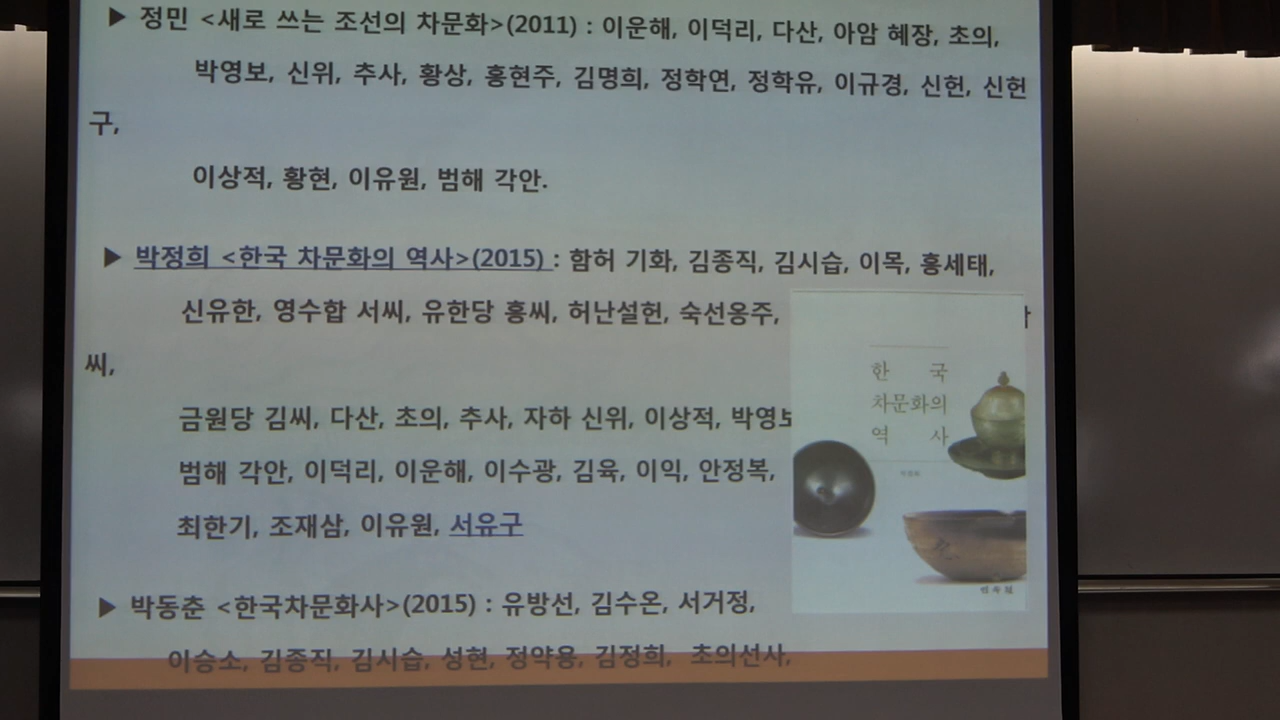 ▶ 정민 <새로 쓰는 조선의 차문화>(2011) : 이운해, 이덕리, 다산, 아암 혜장, 초의,
박영보, 신위, 추사, 황상, 홍현주, 김명희, 정학연, 정학유, 이규경, 신헌, 신헌
구,
이상적, 황현, 이유원, 범해 각안.
▶ 박정희 <한국 차문화의 역사>(2015) : 함허 기화, 김종직, 김시습, 이목, 홍세태,
신유한, 영수합 서씨, 유한당 홍씨, 허난설헌, 숙선옹주,
씨,
금원당 김씨, 다산, 초의, 추사, 자하 신위, 이상적, 박영보
범해 각안, 이덕리, 이운해, 이수광, 김육, 이익, 안정복,
최한기, 조재삼, 이유원, 서유구
한 국
차문화의
역 사
▶ 박동춘 <한국차문화사>(2015) : 유방선, 김수온, 서거정,
이승소, 김종직, 김시습, 성현, 정약용, 김정희, 초의선사,